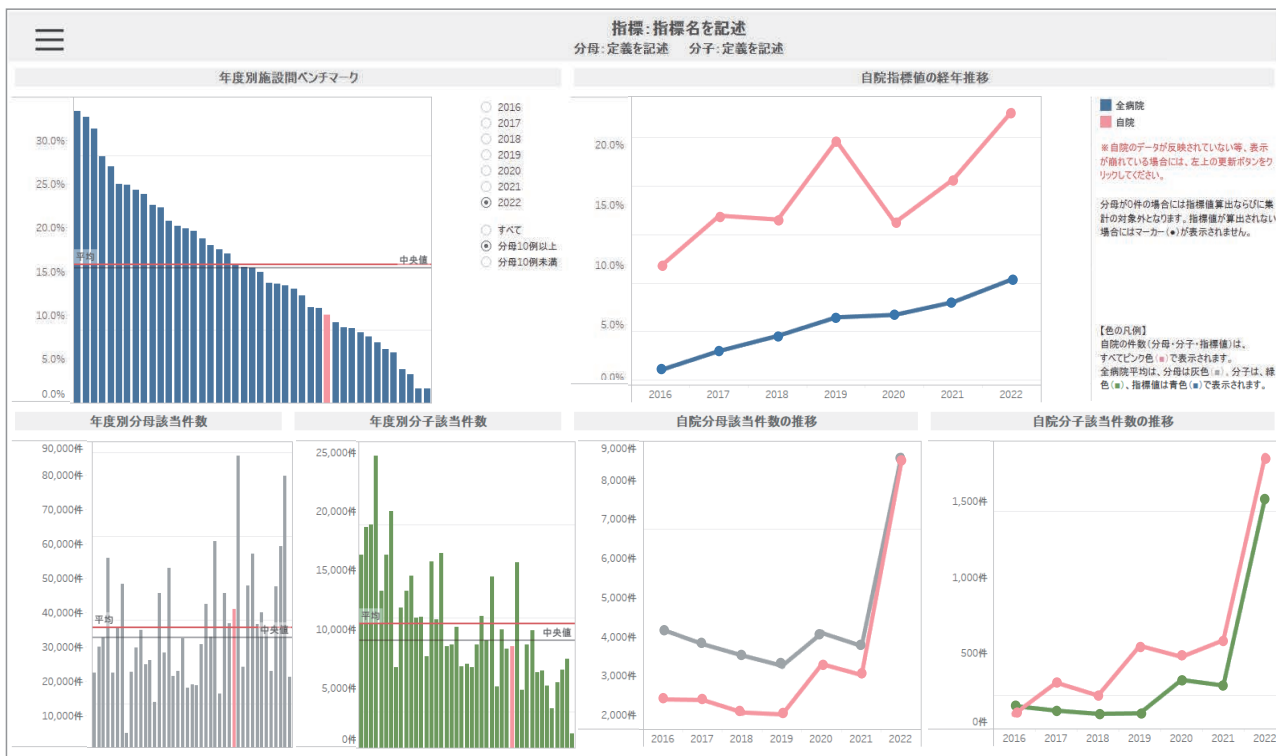 指標:指標名を記述
分母:定義を記述 分子:定義を記述
年度別施設間ベンチマーク
30.0%
25.0%
20.0%
15.0%
10.0%
5.0%
0.0%
平均
中央値
2016
2017
2018
2019
2020
2021
2022
すべて
分母10例以上
分母10例未満
自院指標値の経年推移
20.0%
15.0%
10.0%
5.0%
0.0%
2016 2017 2018 2019 2020 2021 2022
全病院
自院
※自院のデータが反映されていない等、表示
が崩れている場合には、左上の更新ボタンをク
リックしてください。
分母が0件の場合には指標値算出ならびに集
計の対象外となります。指標値が算出されない
場合にはマーカー(●)が表示されません。
【色の凡例】
自院の件数(分母・分子・指標値)は、
すべてピンク色(■)で表示されます。
全病院平均は、分母は灰色(■)、分子は、緑
色(■)、指標値は青色(■)で表示されます。
年度別分母該当件数
90,000件
80,000件
70,000件
60,000件
50,000件
40,000件
30,000件
20,000件
10,000件
平均
中央値
年度別分子該当件数
25,000件
20,000件
15,000件
10,000件
5,000件
0件
平均
中央値
自院分母該当件数の推移
9,000件
8,000件
7,000件
6,000件
5,000件
4,000件
3,000件
2,000件
2016 2017 2018 2019 2020 2021 2022
自院分子該当件数の推移
1,500件
1,000件
500件
0件
2016 2017 2018 2019 2020 2021 2022